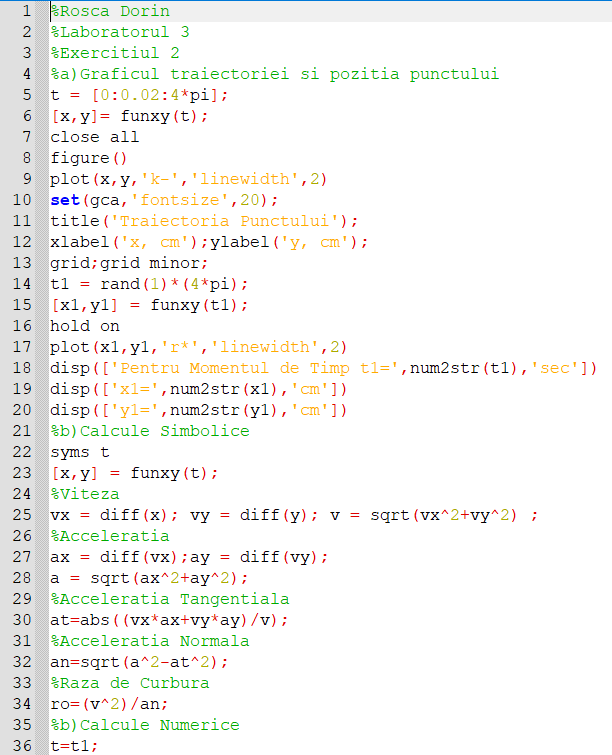 1 %Rosca Dorin
2 %Laboratorul 3
3 %Exercitiul 2
4 %a)Graficul traiectoriei si pozitia punctului
5 t = [0:0.02:4*pi];
6 [x,y]= funxy(t);
7 close all
8 figure()
9 plot(x,y,'k-','linewidth',2)
10 set(gca,'fontsize',20);
11 title('Traiectoria Punctului');
12 xlabel('x, cm');ylabel('y, cm');
13 grid;grid minor;
14 t1 = rand(1)*(4*pi);
15 [x1,y1] = funxy(t1);
16 hold on
17 plot(x1,y1,'r*','linewidth',2)
18 disp(['Pentru Momentul de Timp t1=',num2str(t1),'sec'])
19 disp(['x1=',num2str(x1),'cm'])
20 disp(['y1=',num2str(y1),'cm'])
21 %b)Calcule Simbolice
22 syms t
23 [x,y] = funxy(t);
24 %Viteza
25 vx = diff(x); vy = diff(y); v = sqrt(vx^2+vy^2) ;
26 %Acceleratia
27 ax = diff(vx);ay = diff(vy);
28 a = sqrt(ax^2+ay^2);
29 %Acceleratia Tangentiala
30 at=abs((vx*ax+vy*ay)/v);
31 %Acceleratia Normala
32 an=sqrt(a^2-at^2);
33 %Raza de Curbura
34 ro=(v^2)/an;
35 %b)Calcule Numerice
36 t=t1;